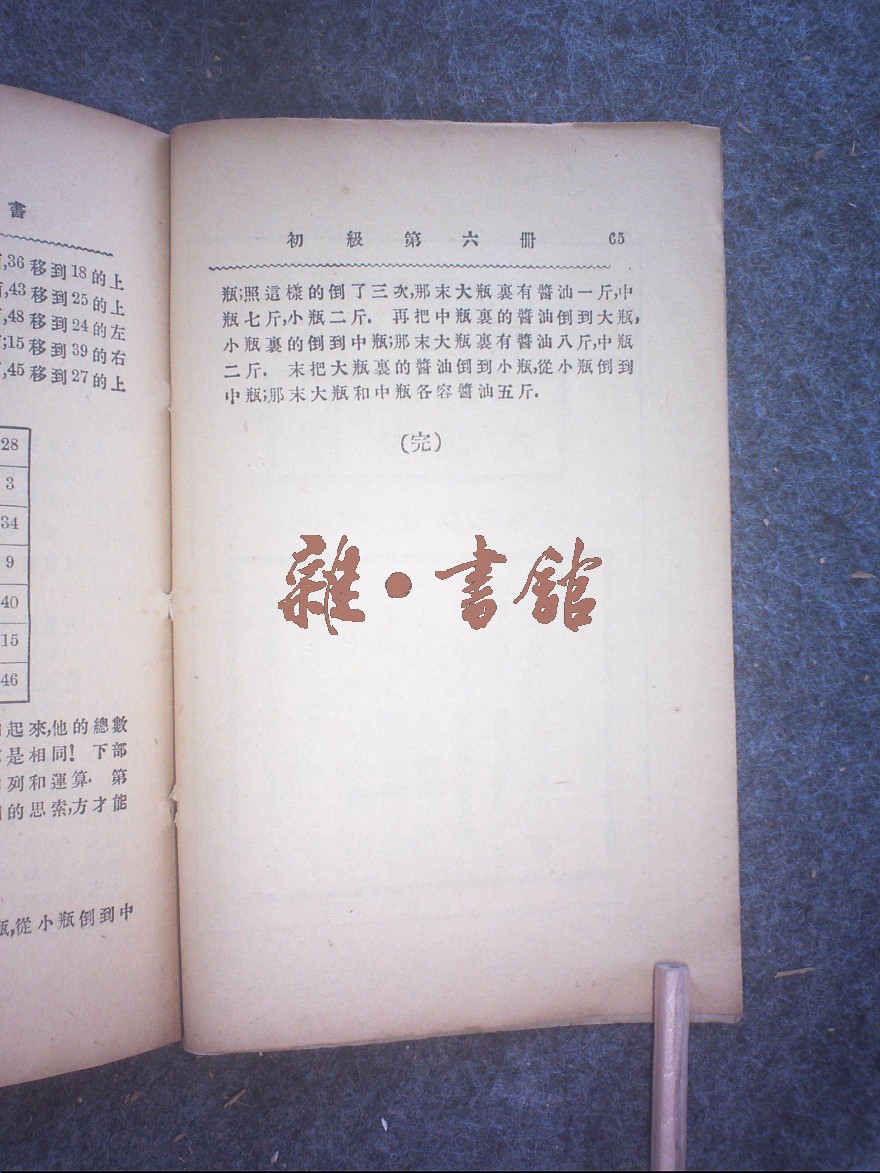 書
,36移到18的上
,43移到25的上
,48移到24的左
;15移到39的右
,45移到27的上
28
3
34
9
40
15
46
起來,他的總數
是相同! 下部
列和運算. 第
的思索,方才能
瓶,從小瓶倒到中
初級第六冊 65
瓶;照這樣的倒了三次,那末大瓶裏有醬油一斤,中
瓶七斤,小瓶二斤. 再把中瓶裏的醬油倒到大瓶,
小瓶裏的倒到中瓶;那末大瓶裏有醬油八斤,中瓶
二斤. 末把大瓶裏的醬油倒到小瓶,從小瓶倒到
中瓶;那末大瓶和中瓶各容醬油五斤.
(完)
雜•書館